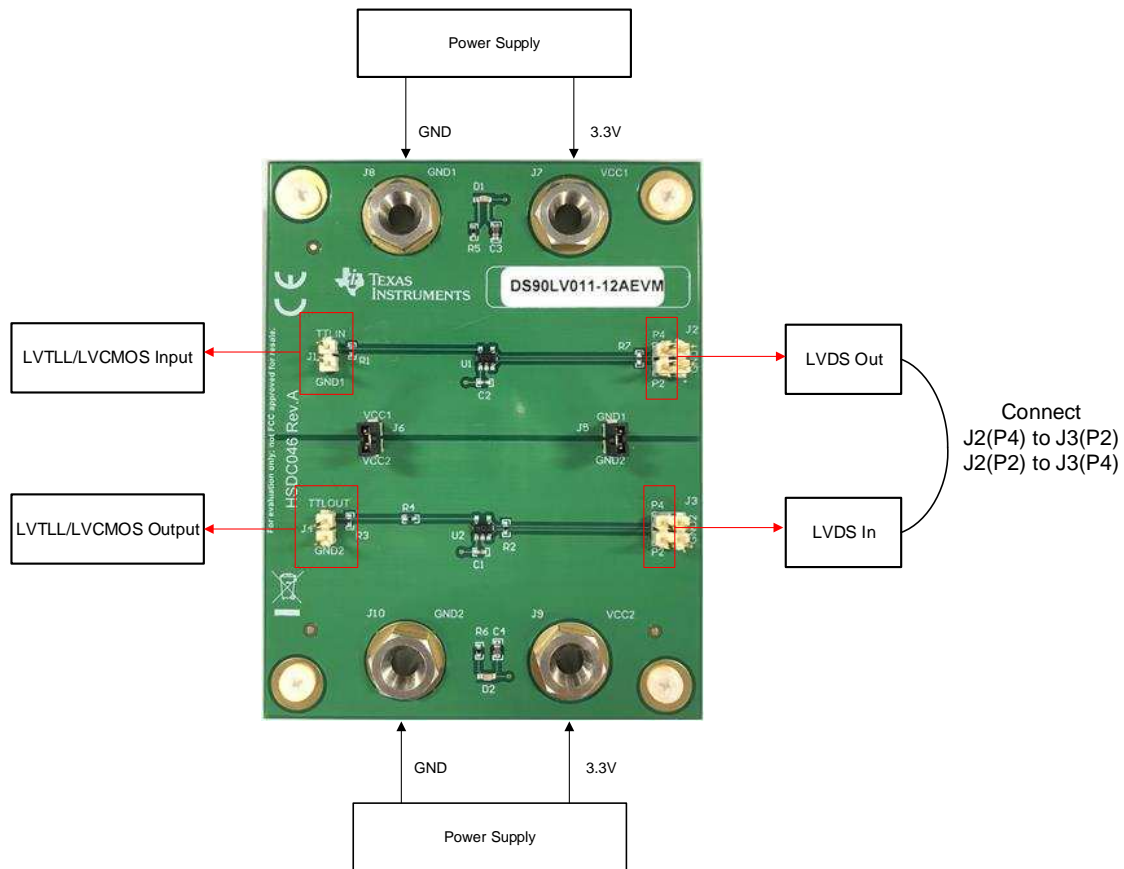 Power Supply
GND
3.3V
J8
GND1
D1
J7
VCC1
R5
C3
TEXAS
INSTRUMENTS
DS90LV011-12AEVM
For evaluation only; not FCC approved for resale.
HSDC046 Rev.A
LVTLL/LVCMOS Input
TTLIN
J1
R1
GND1
U1
C2
R7
P4
J2
GND1
P2
LVDS Out
VCC1
J6
VCC2
GND1
J5
GND2
Connect
J2(P4) to J3(P2)
J2(P2) to J3(P4)
LVTLL/LVCMOS Output
TTLOUT
J4
R3
GND2
R4
U2
R2
C1
P4
J3
GND2
P2
LVDS In
J10
GND2
R6
C4
D2
J9
VCC2
GND
3.3V
Power Supply